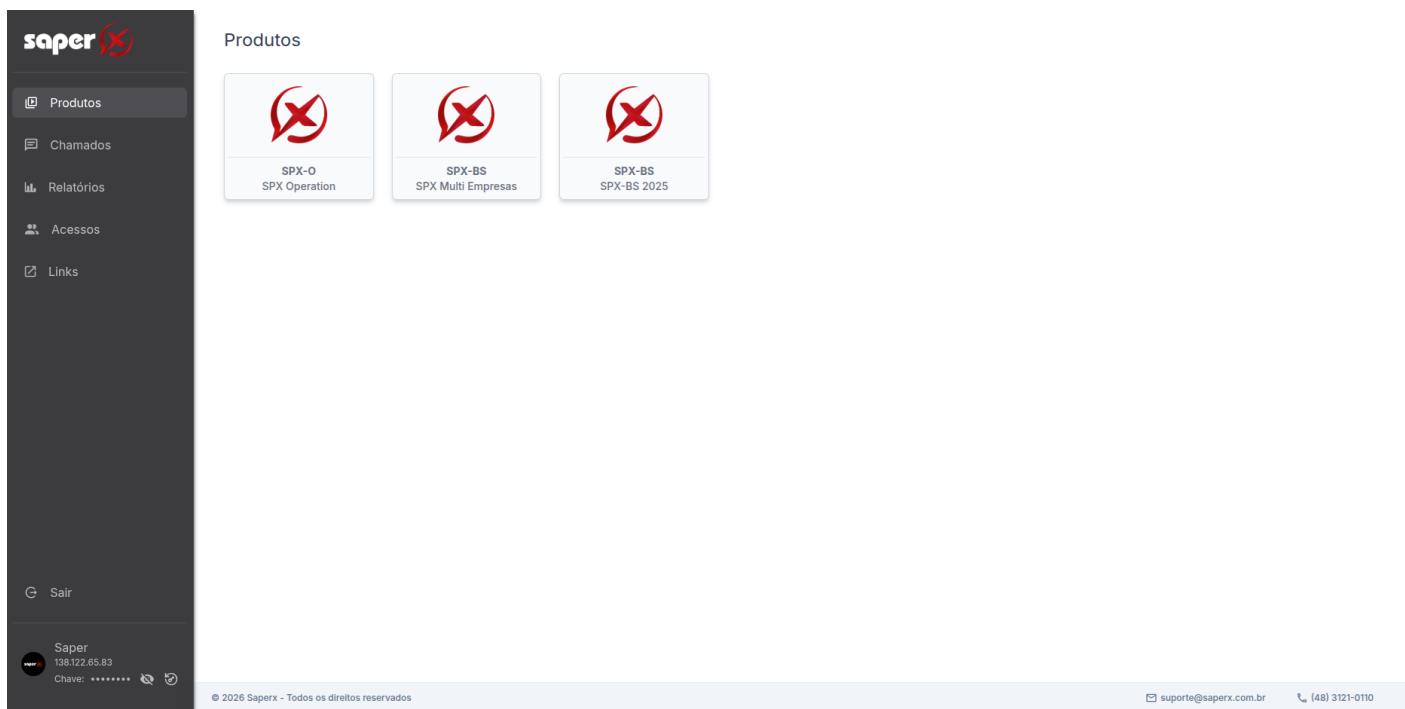 saper
Produtos
Chamados
Relatórios
Acessos
Links
Sair
Saper
138.122.65.83
Chave: ••••••••
Produtos
SPX-O
SPX Operation
SPX-BS
SPX Multi Empresas
SPX-BS
SPX-BS 2025
© 2026 Saperx - Todos os direitos reservados
suporte@saperx.com.br
(48) 3121-0110